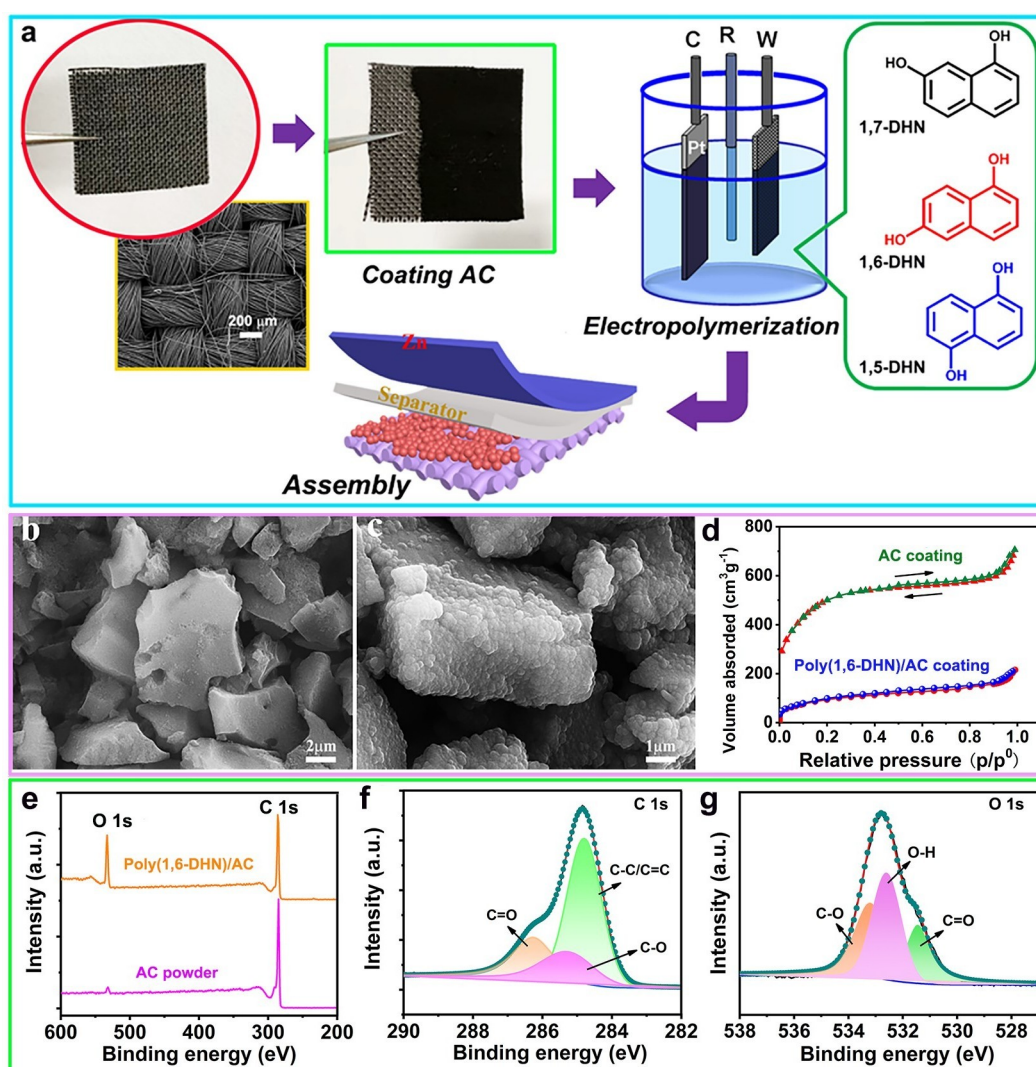 a
C R W
Pt
OH
HO
1,7-DHN
OH
HO
1,6-DHN
OH
OH
1,5-DHN
200 μm
Coating AC
Electropolymerization
Zn
Separator
Assembly
b
2μm
c
1μm
d
Volume absorbed (cm³g⁻¹)
800
600
400
200
0
AC coating
Poly(1,6-DHN)/AC coating
0.0 0.2 0.4 0.6 0.8 1.0
Relative pressure (p/p⁰)
e
Intensity (a.u.)
O 1s
C 1s
Poly(1,6-DHN)/AC
AC powder
600 500 400 300 200
Binding energy (eV)
f
Intensity (a.u.)
C 1s
C-C/C=C
C=O
C-O
290 288 286 284 282
Binding energy (eV)
g
Intensity (a.u.)
O 1s
O-H
C-O
C=O
538 536 534 532 530 528
Binding energy (eV)